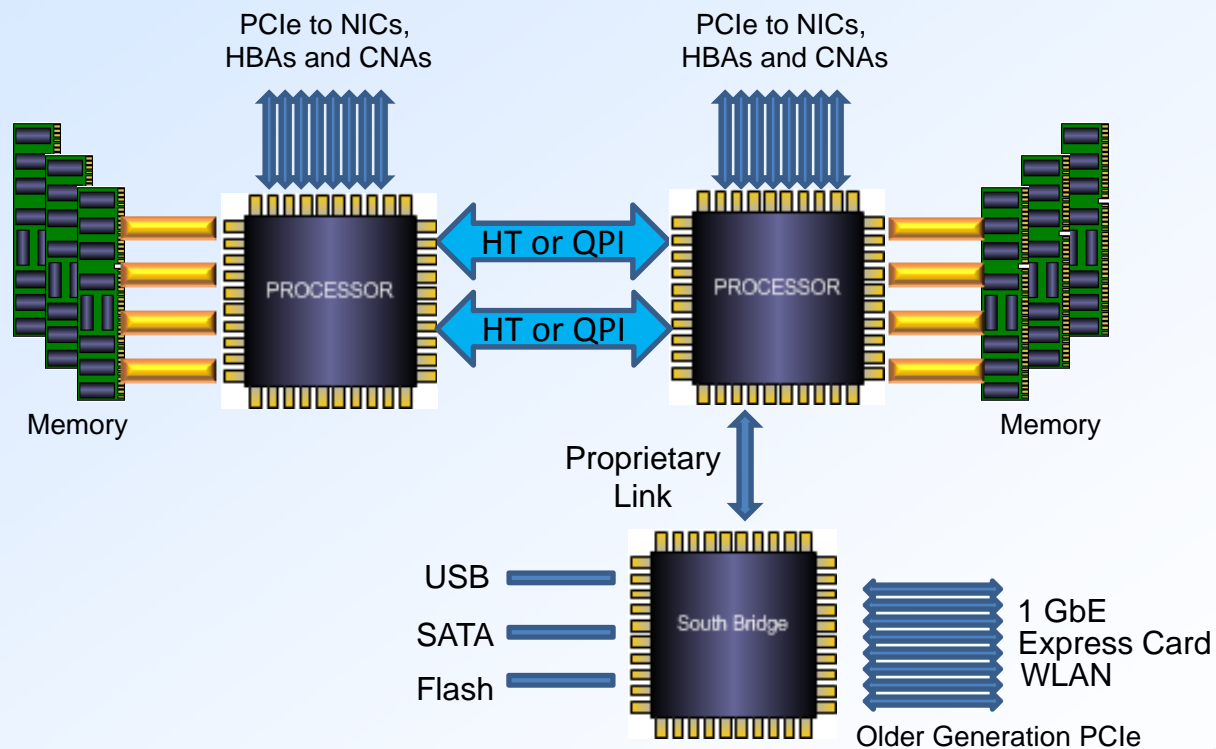 PCIe to NICs,
HBAs and CNAs
PCIe to NICs,
HBAs and CNAs
HT or QPI
PROCESSOR
PROCESSOR
HT or QPI
Memory
Memory
Proprietary
Link
USB
SATA
Flash
South Bridge
1 GbE
Express Card
WLAN
Older Generation PCIe